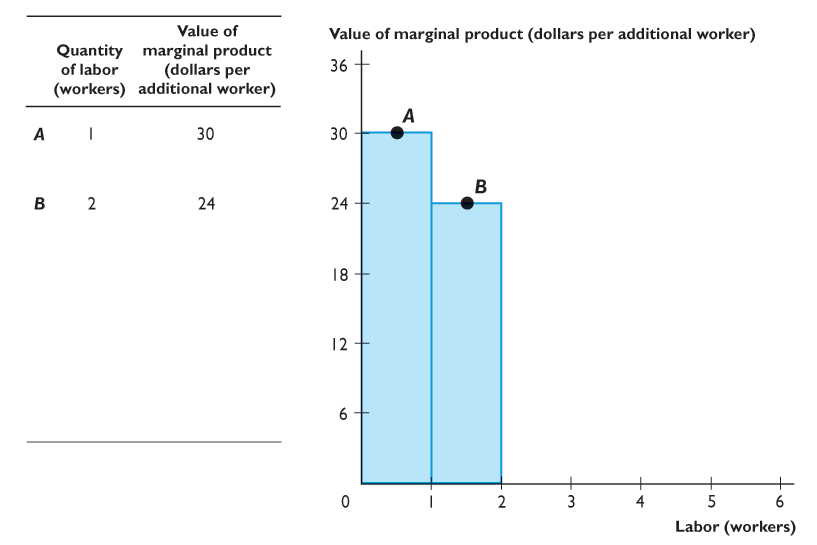 Quantity
of labor
(workers)
Value of
marginal product
(dollars per
additional worker)
A 1 30
B 2 24
Value of marginal product (dollars per additional worker)
36
30
24
18
12
6
A
B
0 1 2 3 4 5 6
Labor (workers)